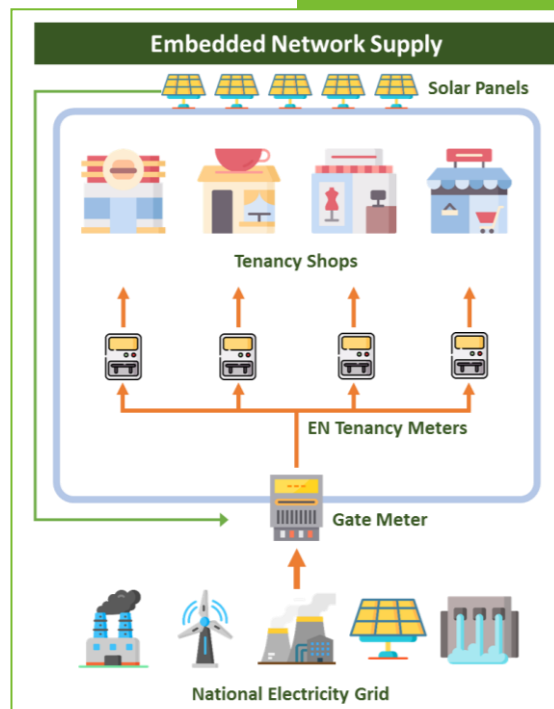 Embedded Network Supply
Solar Panels
Tenancy Shops
EN Tenancy Meters
Gate Meter
National Electricity Grid